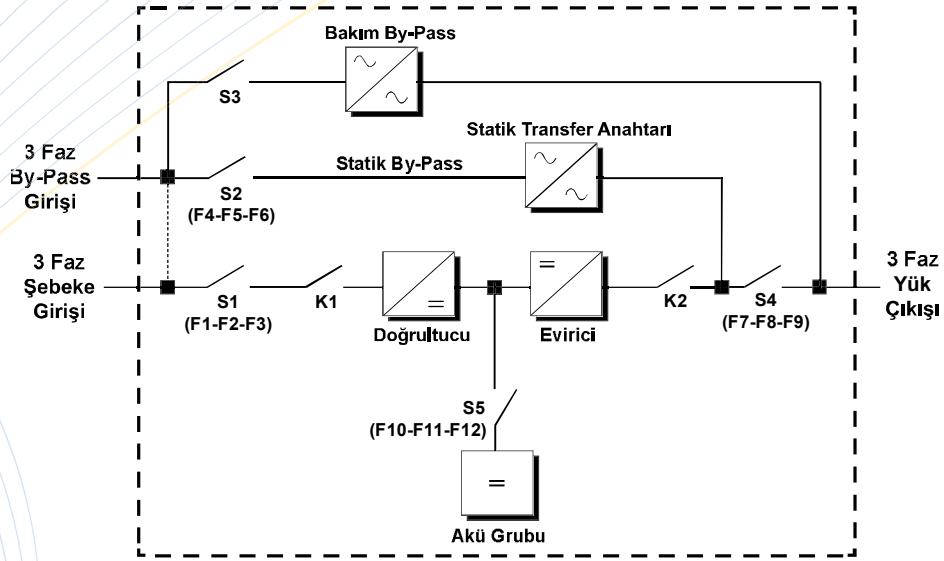 Bakım By-Pass
S3
Statik Transfer Anahtarı
3 Faz
By-Pass
Girişi
Statik By-Pass
S2
(F4-F5-F6)
3 Faz
Şebeke
Girişi
S1
(F1-F2-F3)
K1
Doğrultucu
Evirici
K2
S4
(F7-F8-F9)
3 Faz
Yük
Çıkışı
S5
(F10-F11-F12)
Akü Grubu